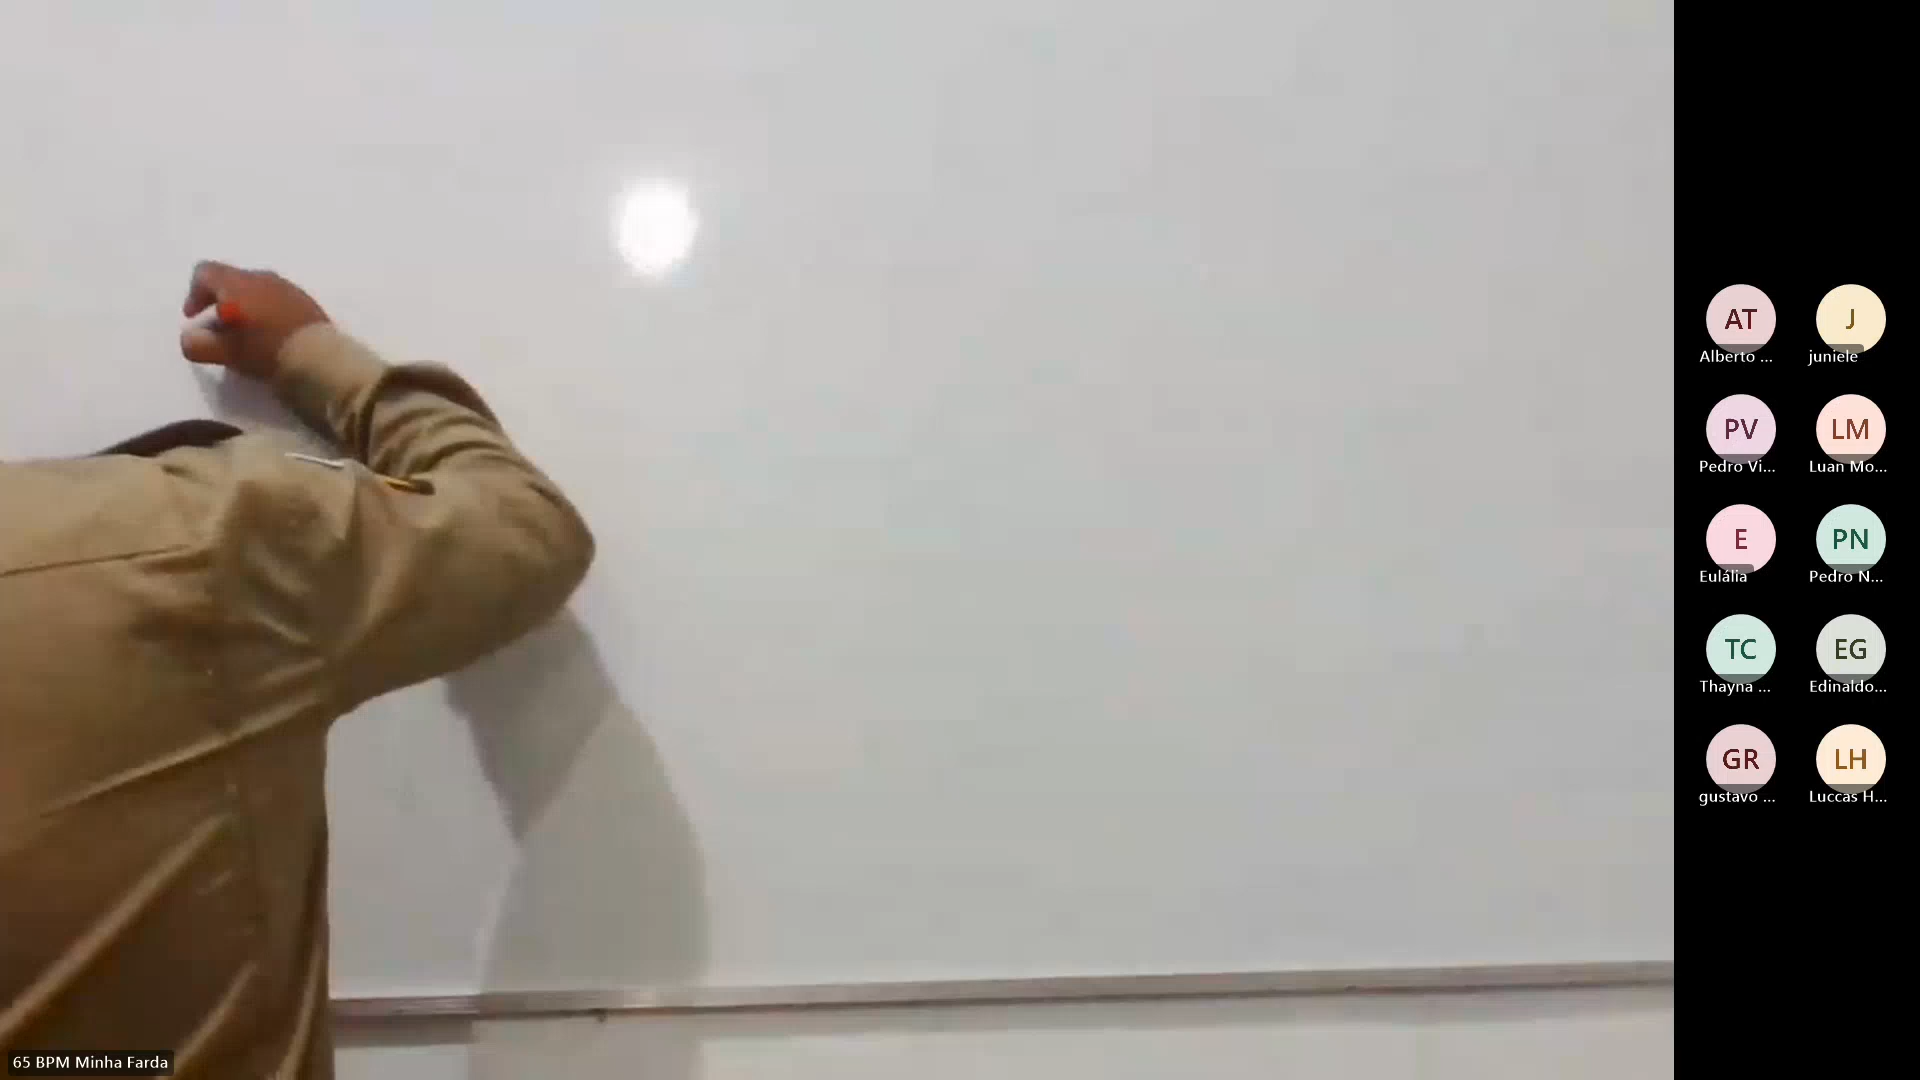 AT
J
Alberto ...
juniele
PV
LM
Pedro Vi...
Luan Mo...
E
PN
Eulália
Pedro N...
TC
EG
Thayna ...
Edinaldo...
GR
LH
gustavo ...
Luccas H...
65 BPM Minha Farda